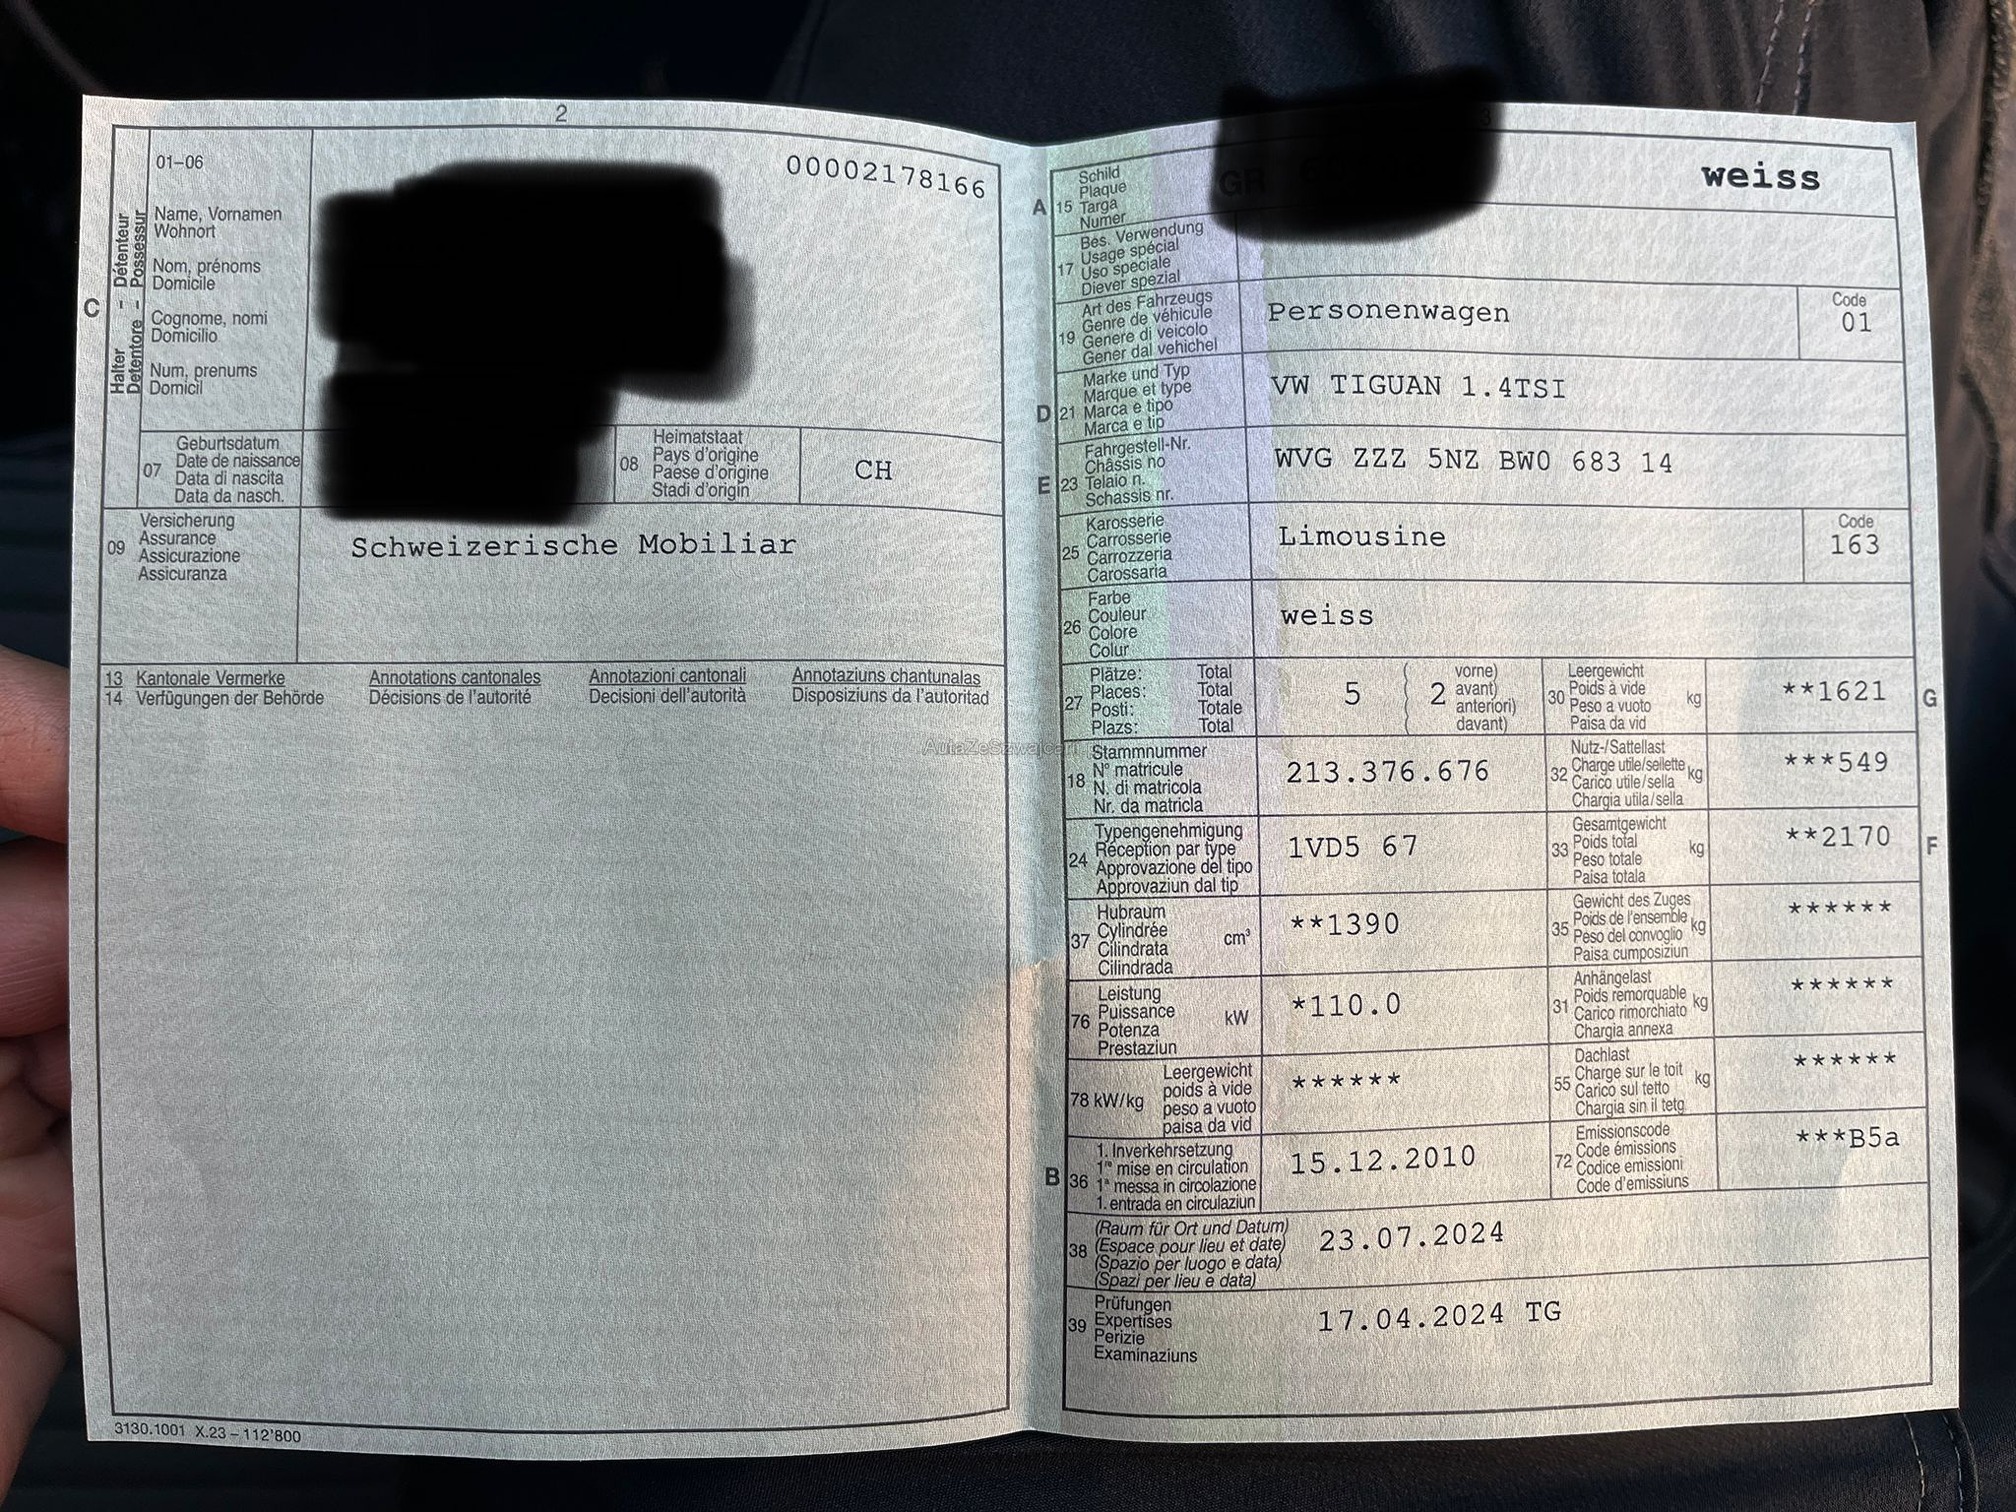 2
01–06
00002178166
Name, Vornamen
Wohnort
Nom, prénoms
Domicile
Cognome, nomi
Domicilio
Num, prenums
Domicil
C
Halter – Détenteur
Detentore – Possessur
07
Geburtsdatum
Date de naissance
Data di nascita
Data da nasch.
08
Heimatstaat
Pays d'origine
Paese d'origine
Stadi d'origin
CH
09
Versicherung
Assurance
Assicurazione
Assicuranza
Schweizerische Mobiliar
13 Kantonale Vermerke Annotations cantonales Annotazioni cantonali Annotaziuns chantunalas
14 Verfügungen der Behörde Décisions de l'autorité Decisioni dell'autorità Disposiziuns da l'autoritad
3130.1001 X.23 – 112'800
A 15
Schild
Plaque
Targa
Numer
GR
weiss
17
Bes. Verwendung
Usage spécial
Uso speciale
Diever spezial
19
Art des Fahrzeugs
Genre de véhicule
Genere di veicolo
Gener dal vehichel
Personenwagen
Code
01
D 21
Marke und Typ
Marque et type
Marca e tipo
Marca e tip
VW TIGUAN 1.4TSI
E 23
Fahrgestell-Nr.
Châssis no
Telaio n.
Schassis nr.
WVG ZZZ 5NZ BW0 683 14
25
Karosserie
Carrosserie
Carrozzeria
Carossaria
Limousine
Code
163
26
Farbe
Couleur
Colore
Colur
weiss
27
Plätze: Total
Places: Total
Posti: Totale
Plazs: Total
5 ( 2
vorne)
avant)
anteriori)
davant)
30
Leergewicht
Poids à vide
Peso a vuoto
Paisa da vid
kg
**1621
G
18
Stammnummer
N° matricule
N. di matricola
Nr. da matricla
213.376.676
32
Nutz-/Sattellast
Charge utile/sellette
Carico utile/sella
Chargia utila/sella
kg
***549
24
Typengenehmigung
Réception par type
Approvazione del tipo
Approvaziun dal tip
1VD5 67
33
Gesamtgewicht
Poids total
Peso totale
Paisa totala
kg
**2170
F
37
Hubraum
Cylindrée
Cilindrata
Cilindrada
cm³
**1390
35
Gewicht des Zuges
Poids de l'ensemble
Peso del convoglio
Paisa cumposiziun
kg
******
76
Leistung
Puissance
Potenza
Prestaziun
kW
*110.0
31
Anhängelast
Poids remorquable
Carico rimorchiato
Chargia annexa
kg
******
78 kW/kg
Leergewicht
poids à vide
peso a vuoto
paisa da vid
******
55
Dachlast
Charge sur le toit
Carico sul tetto
Chargia sin il tetg
kg
******
B 36
1. Inverkehrsetzung
1re mise en circulation
1a messa in circolazione
1. entrada en circulaziun
15.12.2010
72
Emissionscode
Code émissions
Codice emissioni
Code d'emissiuns
***B5a
38
(Raum für Ort und Datum)
(Espace pour lieu et date)
(Spazio per luogo e data)
(Spazi per lieu e data)
23.07.2024
39
Prüfungen
Expertises
Perizie
Examinaziuns
17.04.2024 TG